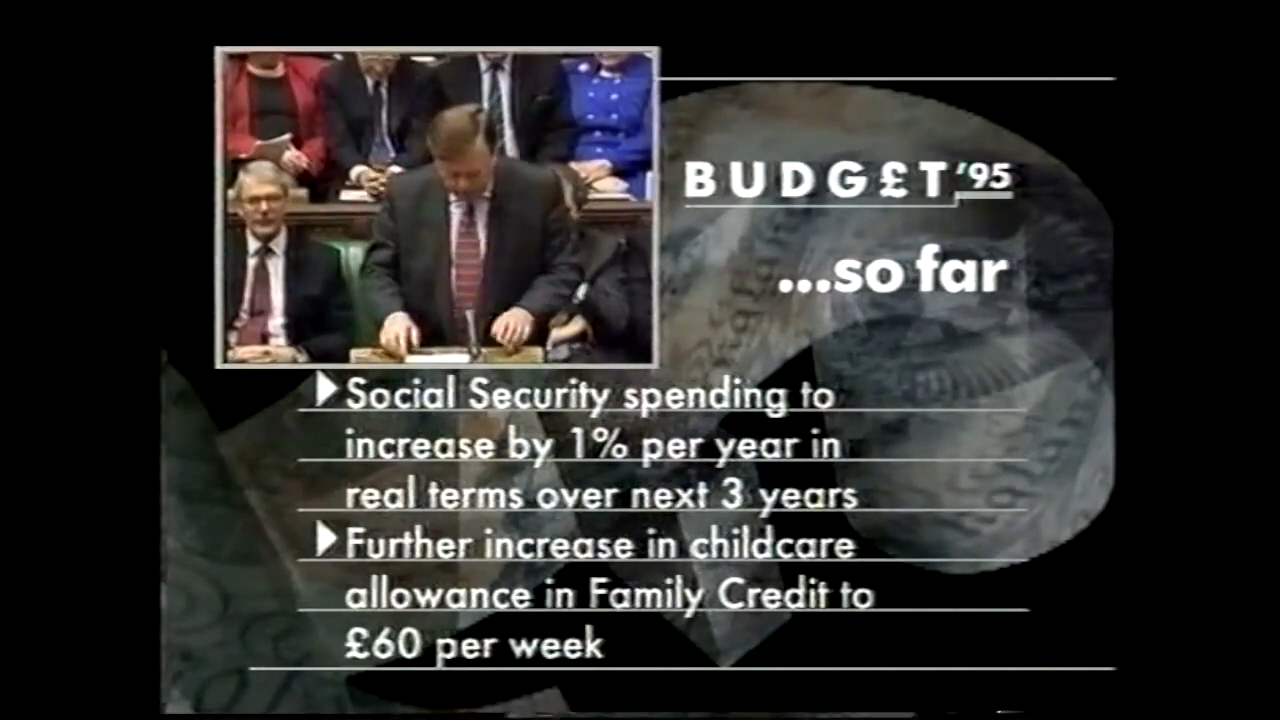 BUDG£T '95
...so far
Social Security spending to
increase by 1% per year in
real terms over next 3 years
Further increase in childcare
allowance in Family Credit to
£60 per week